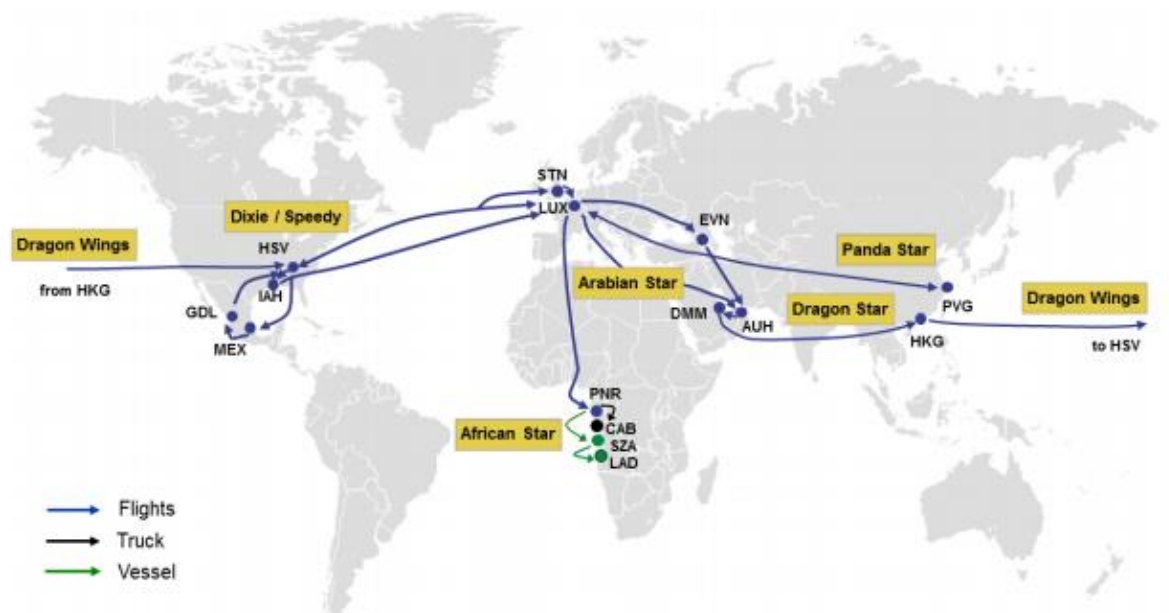 STN
LUX
EVN
Dixie / Speedy
Dragon Wings
HSV
Panda Star
from HKG
IAH
Arabian Star
Dragon Star
Dragon Wings
GDL
DMM
AUH
PVG
MEX
HKG
to HSV
PNR
African Star
CAB
SZA
LAD
Flights
Truck
Vessel